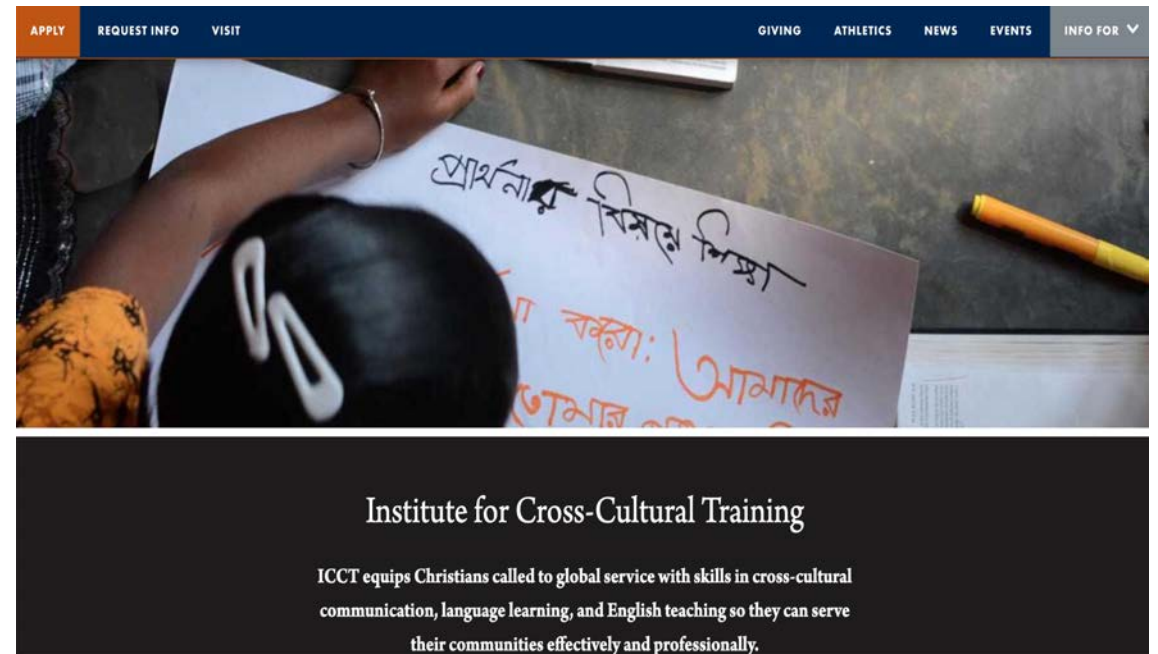 APPLY REQUEST INFO VISIT GIVING ATHLETICS NEWS EVENTS INFO FOR
প্রার্থনার বিষয়ে শিক্ষা
করো: আমাদের
তোমার
Institute for Cross-Cultural Training
ICCT equips Christians called to global service with skills in cross-cultural
communication, language learning, and English teaching so they can serve
their communities effectively and professionally.